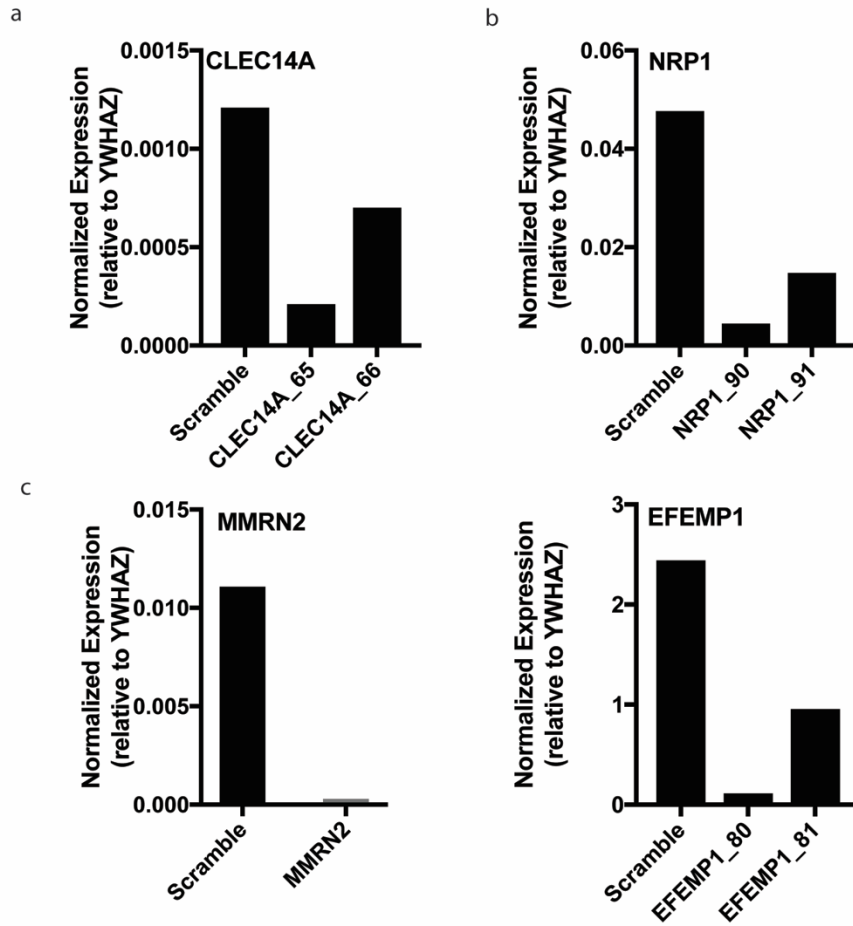 a
CLEC14A
Normalized Expression
(relative to YWHAZ)
0.0015
0.0010
0.0005
0.0000
Scramble
CLEC14A_65
CLEC14A_66
b
NRP1
Normalized Expression
(relative to YWHAZ)
0.06
0.04
0.02
0.00
Scramble
NRP1_90
NRP1_91
c
MMRN2
Normalized Expression
(relative to YWHAZ)
0.015
0.010
0.005
0.000
Scramble
MMRN2
EFEMP1
Normalized Expression
(relative to YWHAZ)
3
2
1
0
Scramble
EFEMP1_80
EFEMP1_81